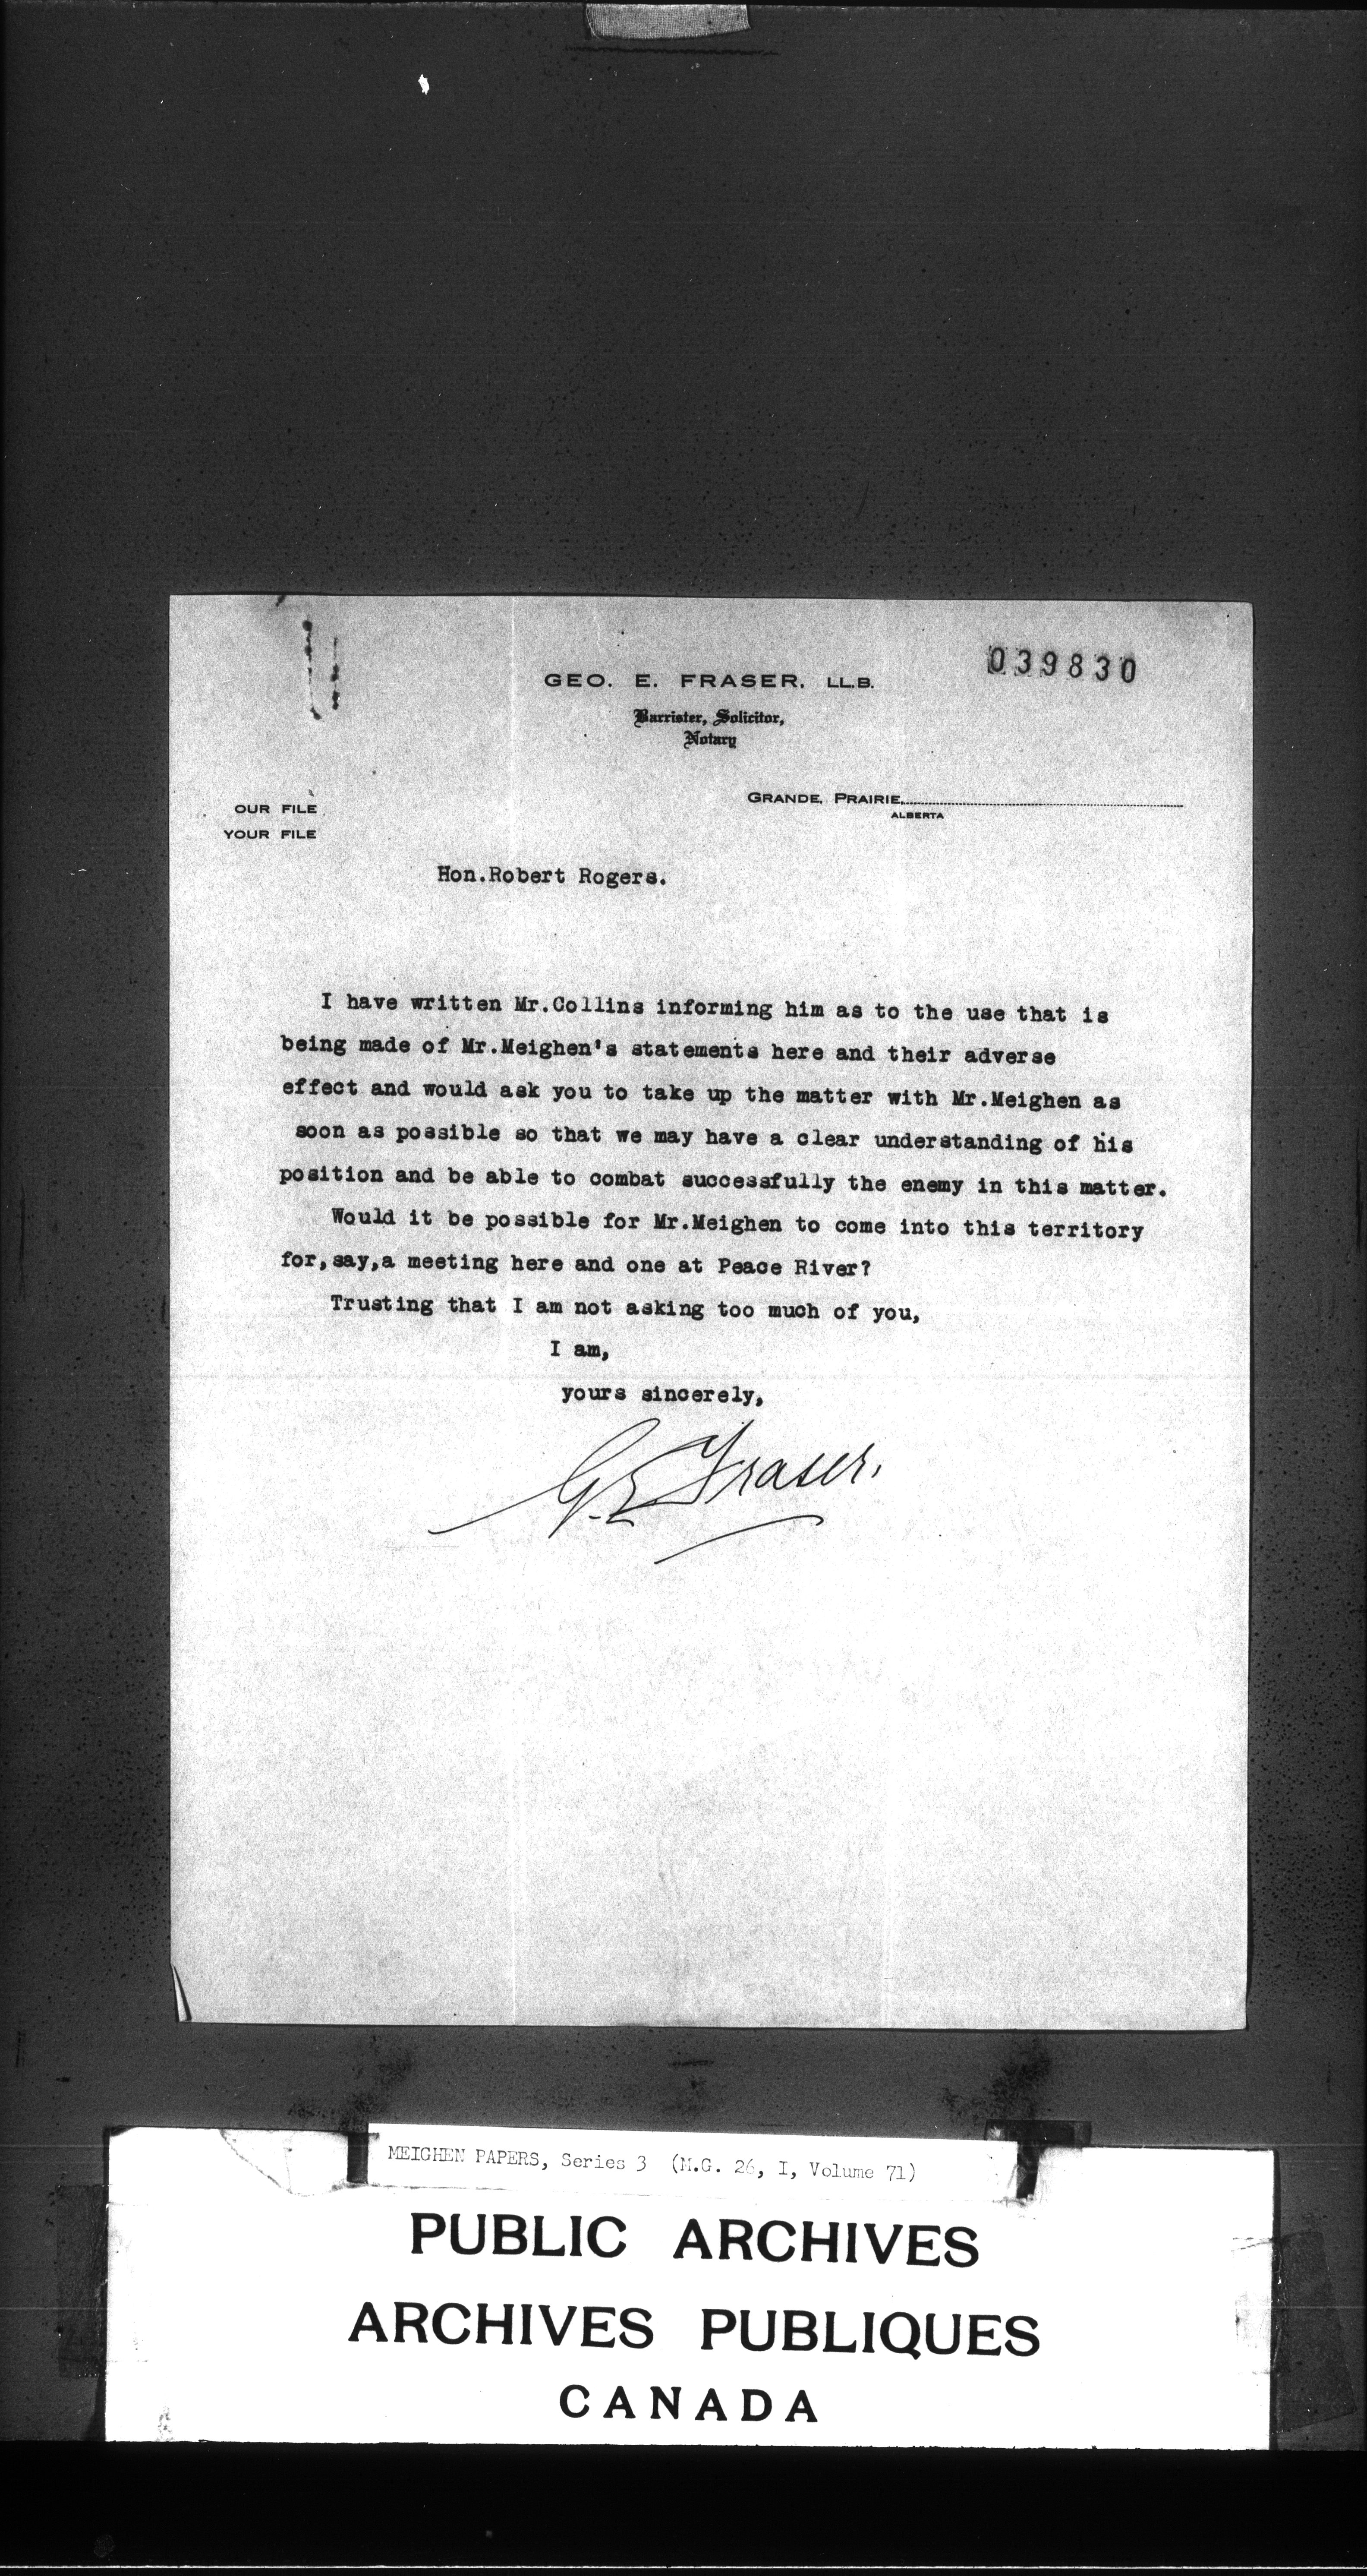 039830
GEO. E. FRASER, LL.B.
Barrister, Solicitor,
Notary
GRANDE, PRAIRIE,
ALBERTA
OUR FILE
YOUR FILE
Hon.Robert Rogers.
I have written Mr.Collins informing him as to the use that is
being made of Mr.Meighen's statements here and their adverse
effect and would ask you to take up the matter with Mr.Meighen as
soon as possible so that we may have a clear understanding of his
position and be able to combat successfully the enemy in this matter.
Would it be possible for Mr.Meighen to come into this territory
for,say,a meeting here and one at Peace River?
Trusting that I am not asking too much of you,
I am,
yours sincerely,
G.E Fraser.
MEIGHEN PAPERS, Series 3 (M.G. 26, I, Volume 71)
PUBLIC ARCHIVES
ARCHIVES PUBLIQUES
CANADA